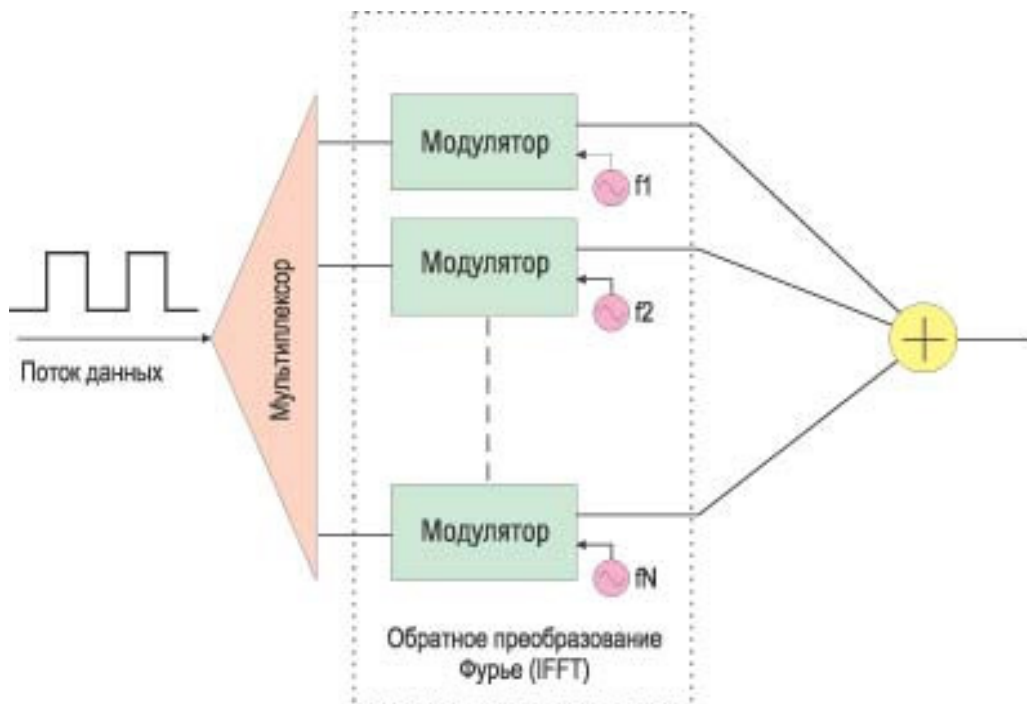 Модулятор
f1
Модулятор
f2
Мультиплексор
Поток данных
Модулятор
fN
Обратное преобразование
Фурье (IFFT)